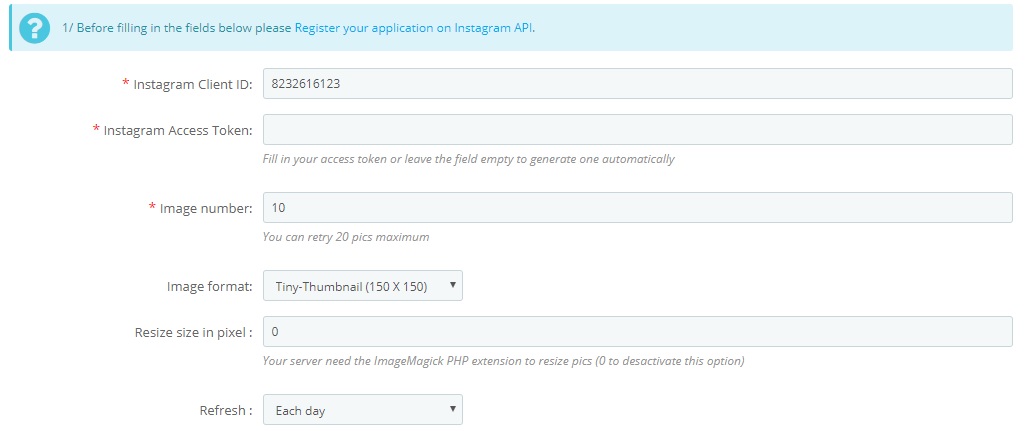 1/ Before filling in the fields below please Register your application on Instagram API.
* Instagram Client ID: 8232616123
* Instagram Access Token:
Fill in your access token or leave the field empty to generate one automatically
* Image number: 10
You can retry 20 pics maximum
Image format: Tiny-Thumbnail (150 X 150)
Resize size in pixel : 0
Your server need the ImageMagick PHP extension to resize pics (0 to desactivate this option)
Refresh : Each day